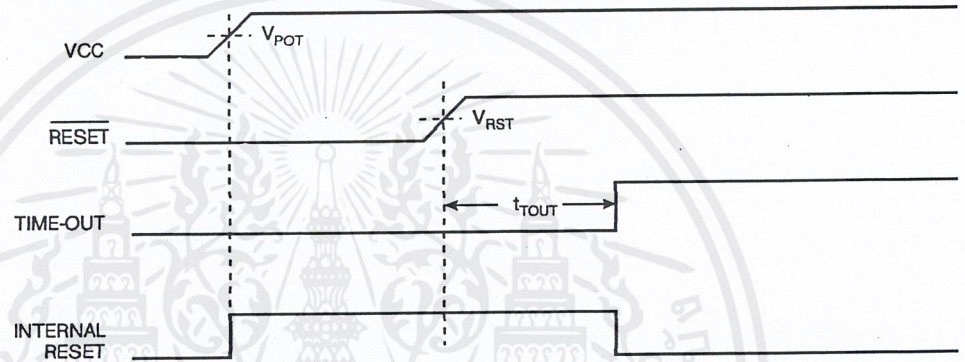 VCC
V_POT
RESET
V_RST
TIME-OUT
t_TOUT
INTERNAL
RESET